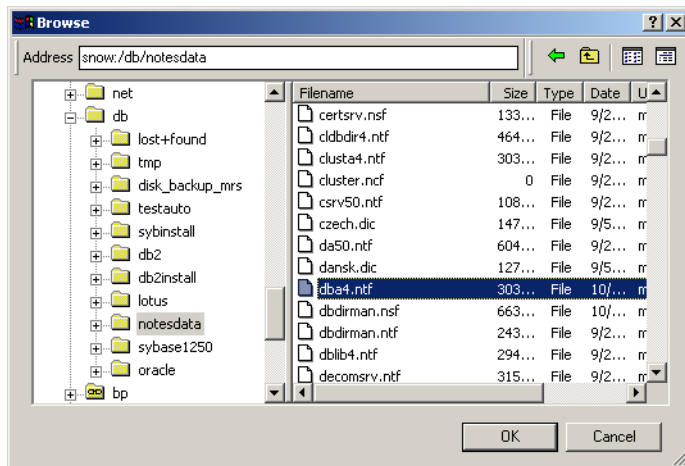 Browse
Address snow:/db/notesdata
net
db
lost+found
tmp
disk_backup_mrs
testauto
sybinstall
db2
db2install
lotus
notesdata
sybase1250
oracle
bp
Filename Size Type Date U
certsrv.nsf 133... File 9/2... m
cldbdir4.ntf 464... File 9/2... m
clusta4.ntf 303... File 9/2... m
cluster.ncf 0 File 9/2... m
csrv50.ntf 108... File 9/2... m
czech.dic 147... File 9/5... m
da50.ntf 604... File 9/2... m
dansk.dic 127... File 9/5... m
dba4.ntf 303... File 10/... m
dbdirman.nsf 663... File 10/... m
dbdirman.ntf 243... File 9/2... m
dblib4.ntf 294... File 9/2... m
decomsrv.ntf 315... File 9/2... m
OK Cancel